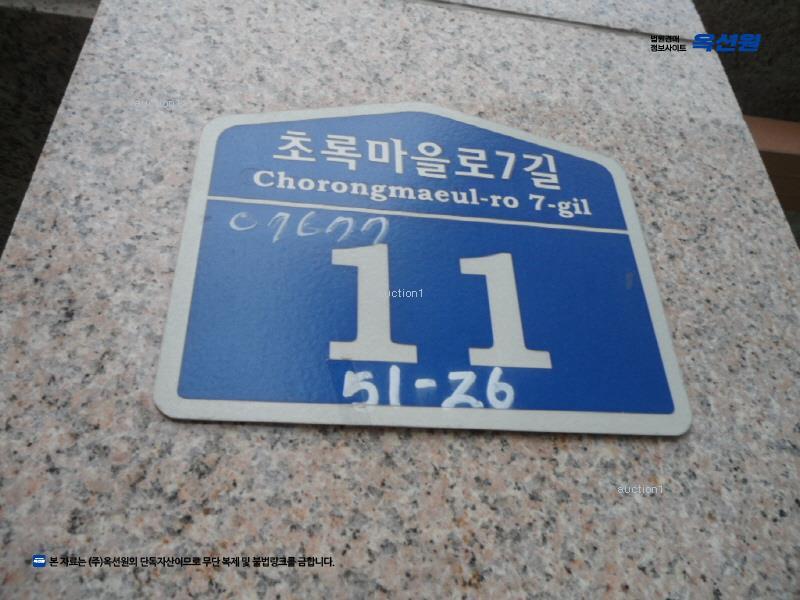 법원경매
정보사이트 옥션원
auction1
초록마을로7길
Chorongmaeul-ro 7-gil
07677
11
auction1
51-26
auction1
본 자료는 (주)옥션원의 단독자산이므로 무단 복제 및 불법링크를 금합니다.